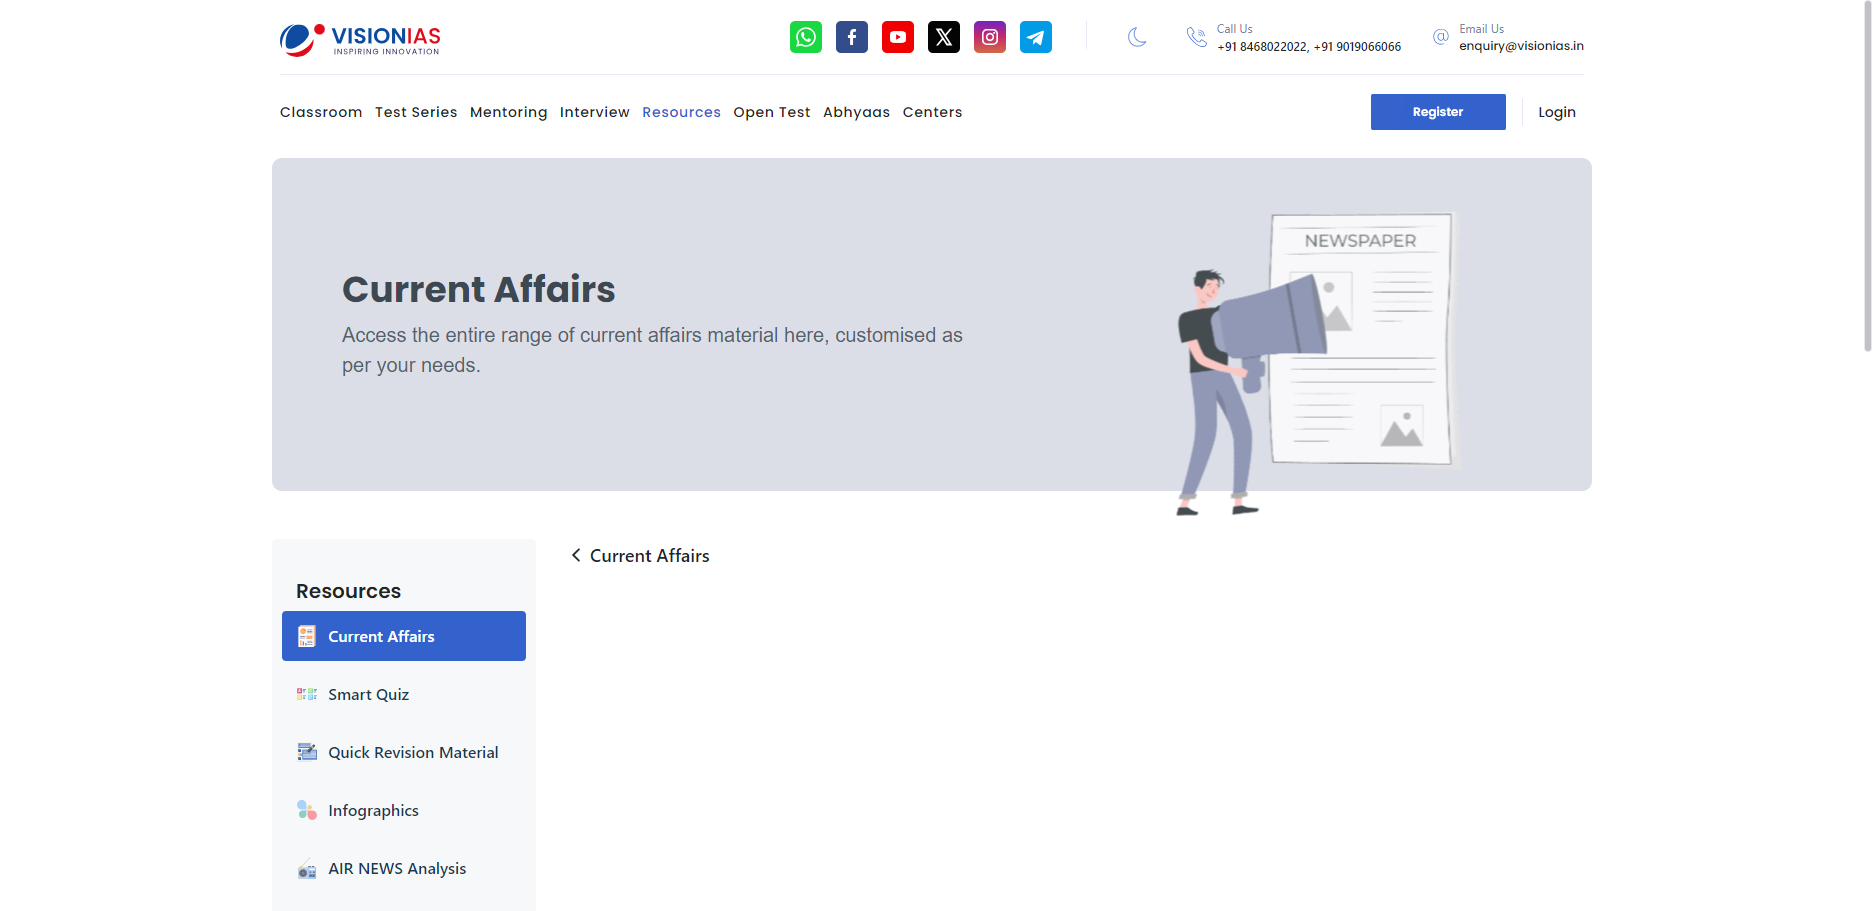 VISIONIAS
INSPIRING INNOVATION
Call Us
+91 8468022022, +91 9019066066
Email Us
enquiry@visionias.in
Classroom Test Series Mentoring Interview Resources Open Test Abhyaas Centers
Register
Login
Current Affairs
Access the entire range of current affairs material here, customised as
per your needs.
NEWSPAPER
Resources
Current Affairs
Smart Quiz
Quick Revision Material
Infographics
AIR NEWS Analysis
Current Affairs